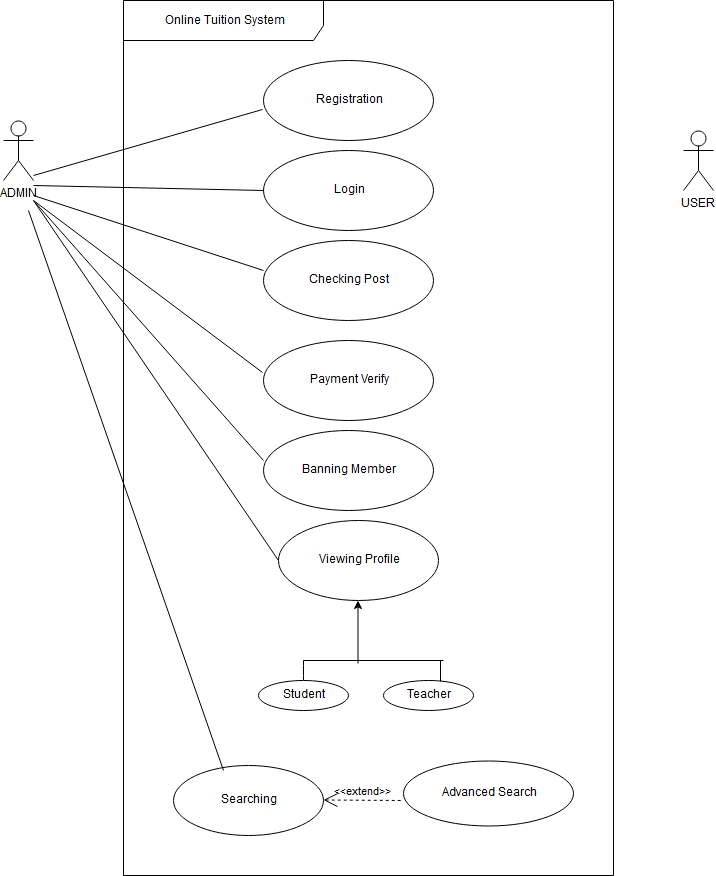 Online Tuition System
Registration
ADMIN
Login
USER
Checking Post
Payment Verify
Banning Member
Viewing Profile
Student
Teacher
Searching
<<extend>>
Advanced Search